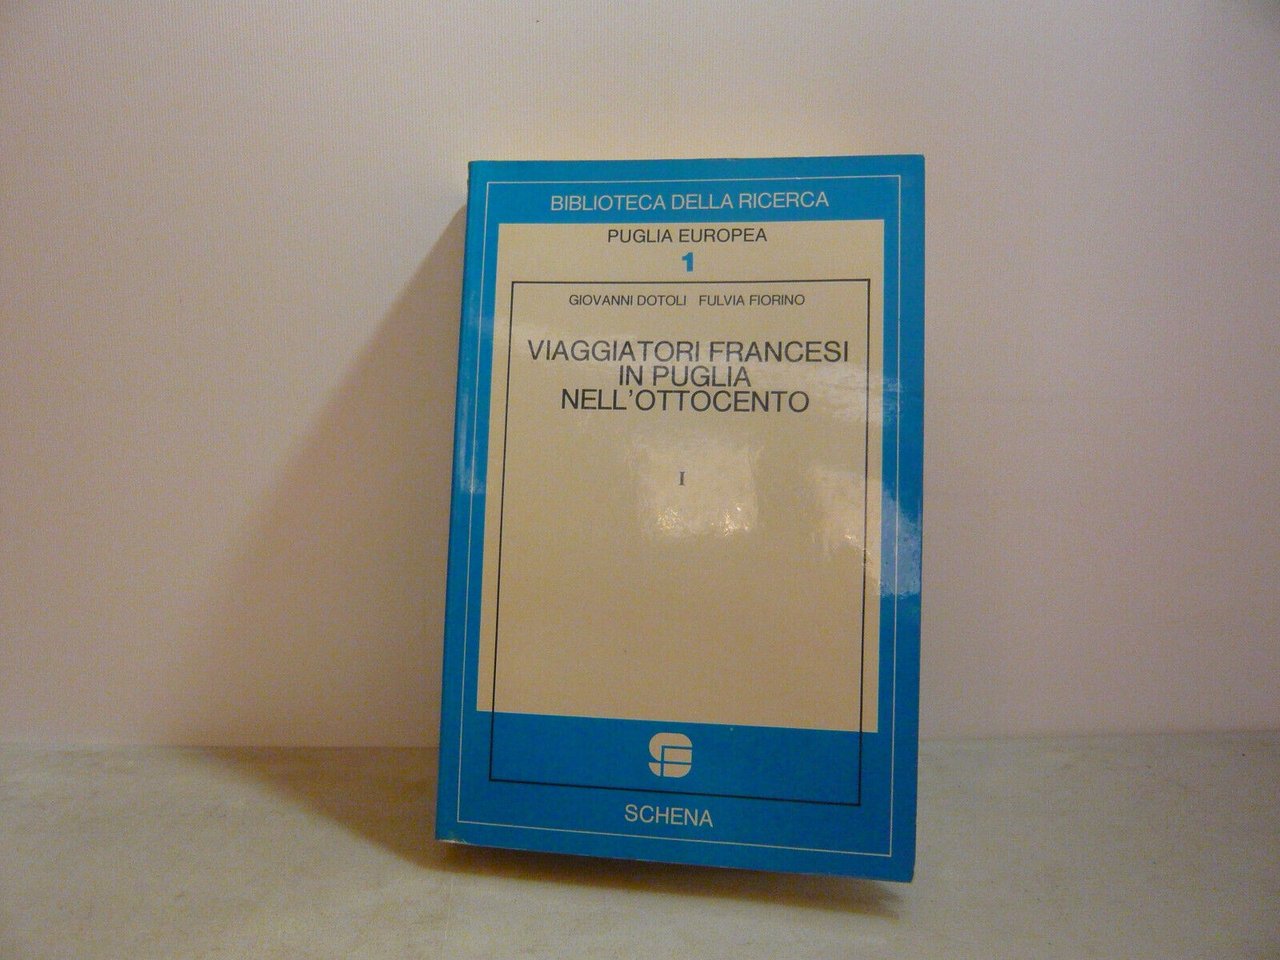 BIBLIOTECA DELLA RICERCA
PUGLIA EUROPEA
1
GIOVANNI DOTOLI FULVIA FIORINO
VIAGGIATORI FRANCESI
IN PUGLIA
NELL'OTTOCENTO
I
SCHENA